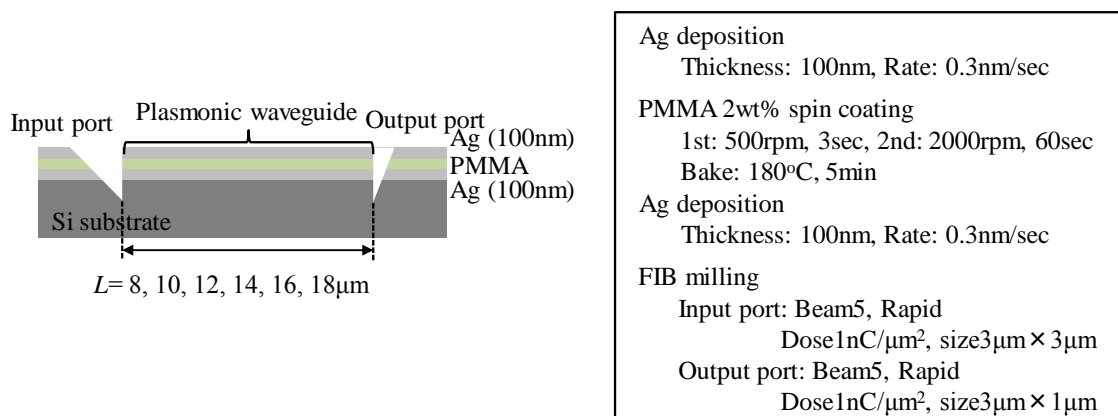 Plasmonic waveguide
Input port
Output port
Ag (100nm)
PMMA
Ag (100nm)
Si substrate
L= 8, 10, 12, 14, 16, 18μm
Ag deposition
Thickness: 100nm, Rate: 0.3nm/sec
PMMA 2wt% spin coating
1st: 500rpm, 3sec, 2nd: 2000rpm, 60sec
Bake: 180°C, 5min
Ag deposition
Thickness: 100nm, Rate: 0.3nm/sec
FIB milling
Input port: Beam5, Rapid
Dose1nC/μm², size3μm×3μm
Output port: Beam5, Rapid
Dose1nC/μm², size3μm×1μm